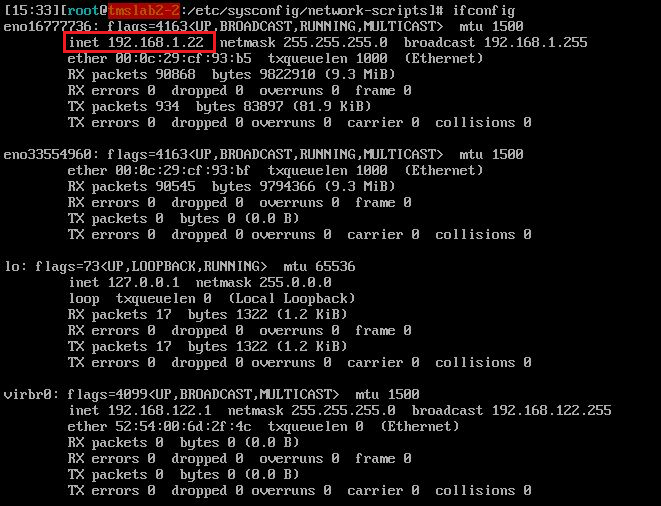 [15:33][root@tmslab2-2:/etc/sysconfig/network-scripts]# ifconfig
eno16777736: flags=4163<UP,BROADCAST,RUNNING,MULTICAST>  mtu 1500
        inet 192.168.1.22  netmask 255.255.255.0  broadcast 192.168.1.255
        ether 00:0c:29:cf:93:b5  txqueuelen 1000  (Ethernet)
        RX packets 90868  bytes 9822910 (9.3 MiB)
        RX errors 0  dropped 0  overruns 0  frame 0
        TX packets 934  bytes 83897 (81.9 KiB)
        TX errors 0  dropped 0 overruns 0  carrier 0  collisions 0
eno33554960: flags=4163<UP,BROADCAST,RUNNING,MULTICAST>  mtu 1500
        ether 00:0c:29:cf:93:bf  txqueuelen 1000  (Ethernet)
        RX packets 90545  bytes 9794366 (9.3 MiB)
        RX errors 0  dropped 0  overruns 0  frame 0
        TX packets 0  bytes 0 (0.0 B)
        TX errors 0  dropped 0 overruns 0  carrier 0  collisions 0
lo: flags=73<UP,LOOPBACK,RUNNING>  mtu 65536
        inet 127.0.0.1  netmask 255.0.0.0
        loop  txqueuelen 0  (Local Loopback)
        RX packets 17  bytes 1322 (1.2 KiB)
        RX errors 0  dropped 0  overruns 0  frame 0
        TX packets 17  bytes 1322 (1.2 KiB)
        TX errors 0  dropped 0 overruns 0  carrier 0  collisions 0
virbr0: flags=4099<UP,BROADCAST,MULTICAST>  mtu 1500
        inet 192.168.122.1  netmask 255.255.255.0  broadcast 192.168.122.255
        ether 52:54:00:6d:2f:4c  txqueuelen 0  (Ethernet)
        RX packets 0  bytes 0 (0.0 B)
        RX errors 0  dropped 0  overruns 0  frame 0
        TX packets 0  bytes 0 (0.0 B)
        TX errors 0  dropped 0 overruns 0  carrier 0  collisions 0